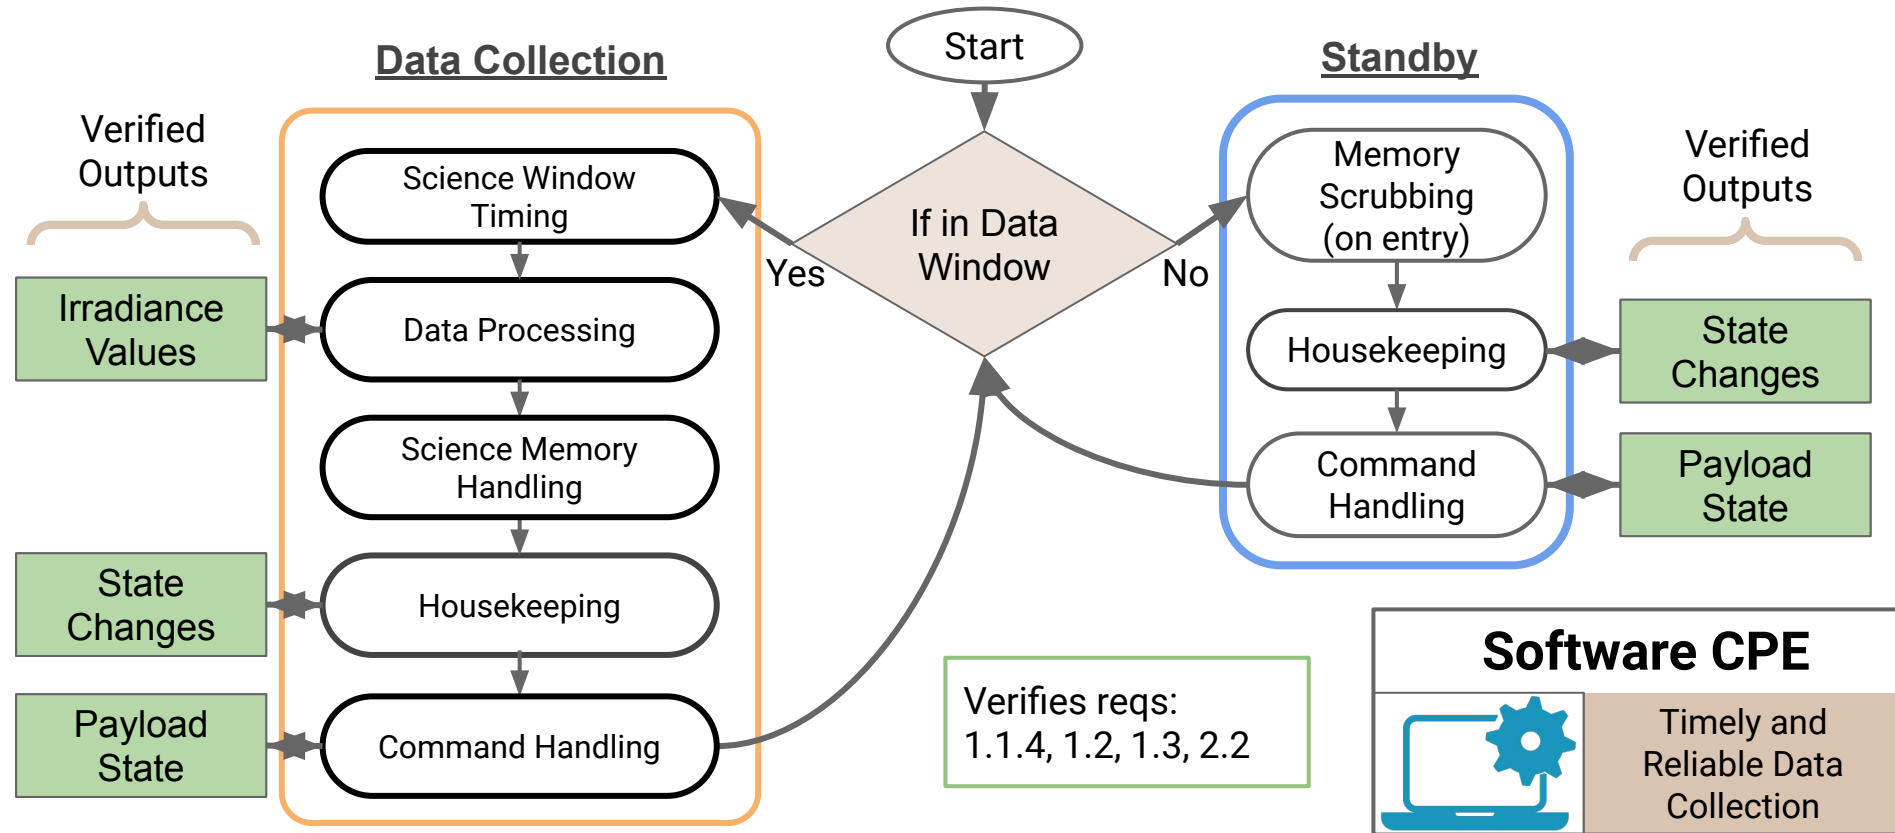 Start
Data Collection
Standby
Verified
Outputs
Science Window
Timing
Irradiance
Values
Data Processing
Science Memory
Handling
State
Changes
Housekeeping
Payload
State
Command Handling
If in Data
Window
Yes
No
Memory
Scrubbing
(on entry)
Housekeeping
Command
Handling
Verified
Outputs
State
Changes
Payload
State
Verifies reqs:
1.1.4, 1.2, 1.3, 2.2
Software CPE
Timely and
Reliable Data
Collection